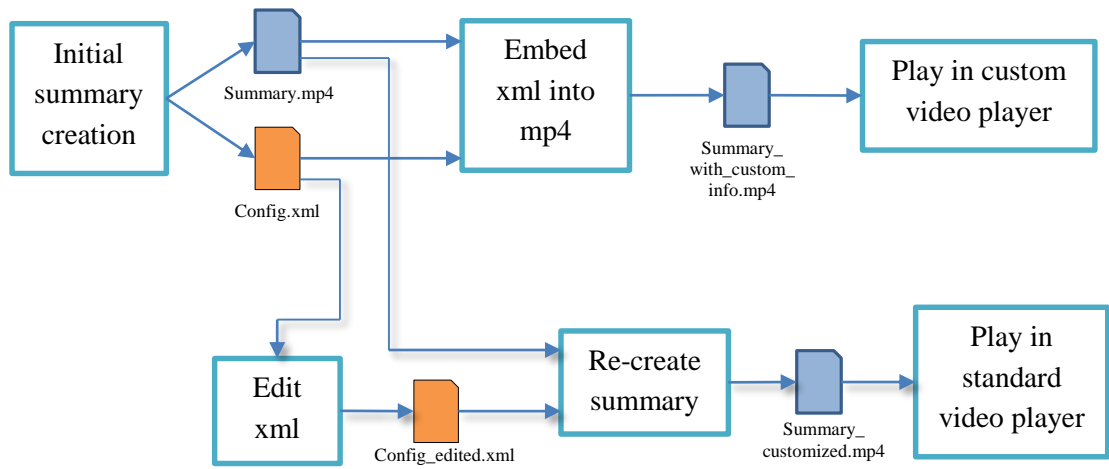 Initial
summary
creation
Summary.mp4
Config.xml
Embed
xml into
mp4
Summary_
with_custom_
info.mp4
Play in custom
video player
Edit
xml
Config_edited.xml
Re-create
summary
Summary_
customized.mp4
Play in
standard
video player